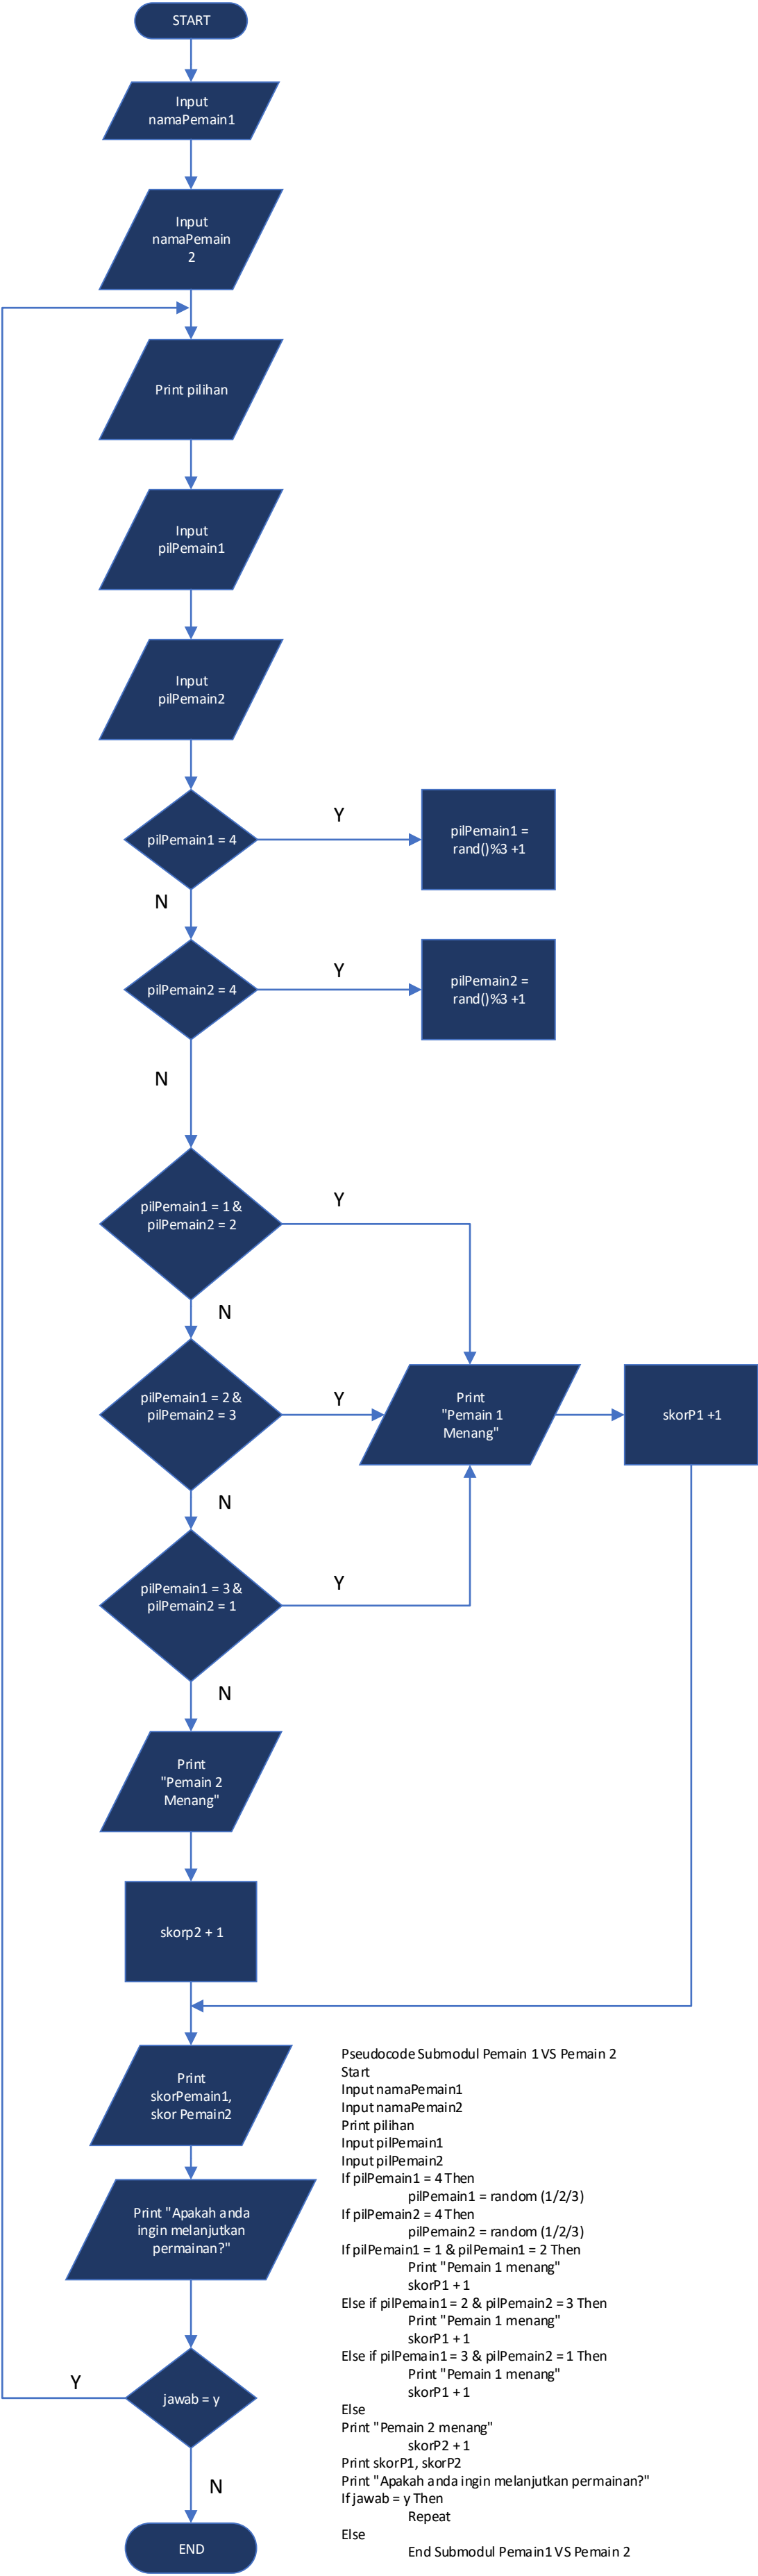 START
Input
namaPemain1
Input
namaPemain
2
Print pilihan
Input
pilPemain1
Input
pilPemain2
pilPemain1 = 4
Y
pilPemain1 =
rand()%3 +1
N
pilPemain2 = 4
Y
pilPemain2 =
rand()%3 +1
N
pilPemain1 = 1 &
pilPemain2 = 2
Y
N
pilPemain1 = 2 &
pilPemain2 = 3
Y
Print
"Pemain 1
Menang"
skorP1 +1
N
pilPemain1 = 3 &
pilPemain2 = 1
Y
N
Print
"Pemain 2
Menang"
skorp2 + 1
Print
skorPemain1,
skor Pemain2
Print "Apakah anda
ingin melanjutkan
permainan?"
jawab = y
Y
N
END
Pseudocode Submodul Pemain 1 VS Pemain 2
Start
Input namaPemain1
Input namaPemain2
Print pilihan
Input pilPemain1
Input pilPemain2
If pilPemain1 = 4 Then
pilPemain1 = random (1/2/3)
If pilPemain2 = 4 Then
pilPemain2 = random (1/2/3)
If pilPemain1 = 1 & pilPemain1 = 2 Then
Print "Pemain 1 menang"
skorP1 + 1
Else if pilPemain1 = 2 & pilPemain2 = 3 Then
Print "Pemain 1 menang"
skorP1 + 1
Else if pilPemain1 = 3 & pilPemain2 = 1 Then
Print "Pemain 1 menang"
skorP1 + 1
Else
Print "Pemain 2 menang"
skorP2 + 1
Print skorP1, skorP2
Print "Apakah anda ingin melanjutkan permainan?"
If jawab = y Then
Repeat
Else
End Submodul Pemain1 VS Pemain 2